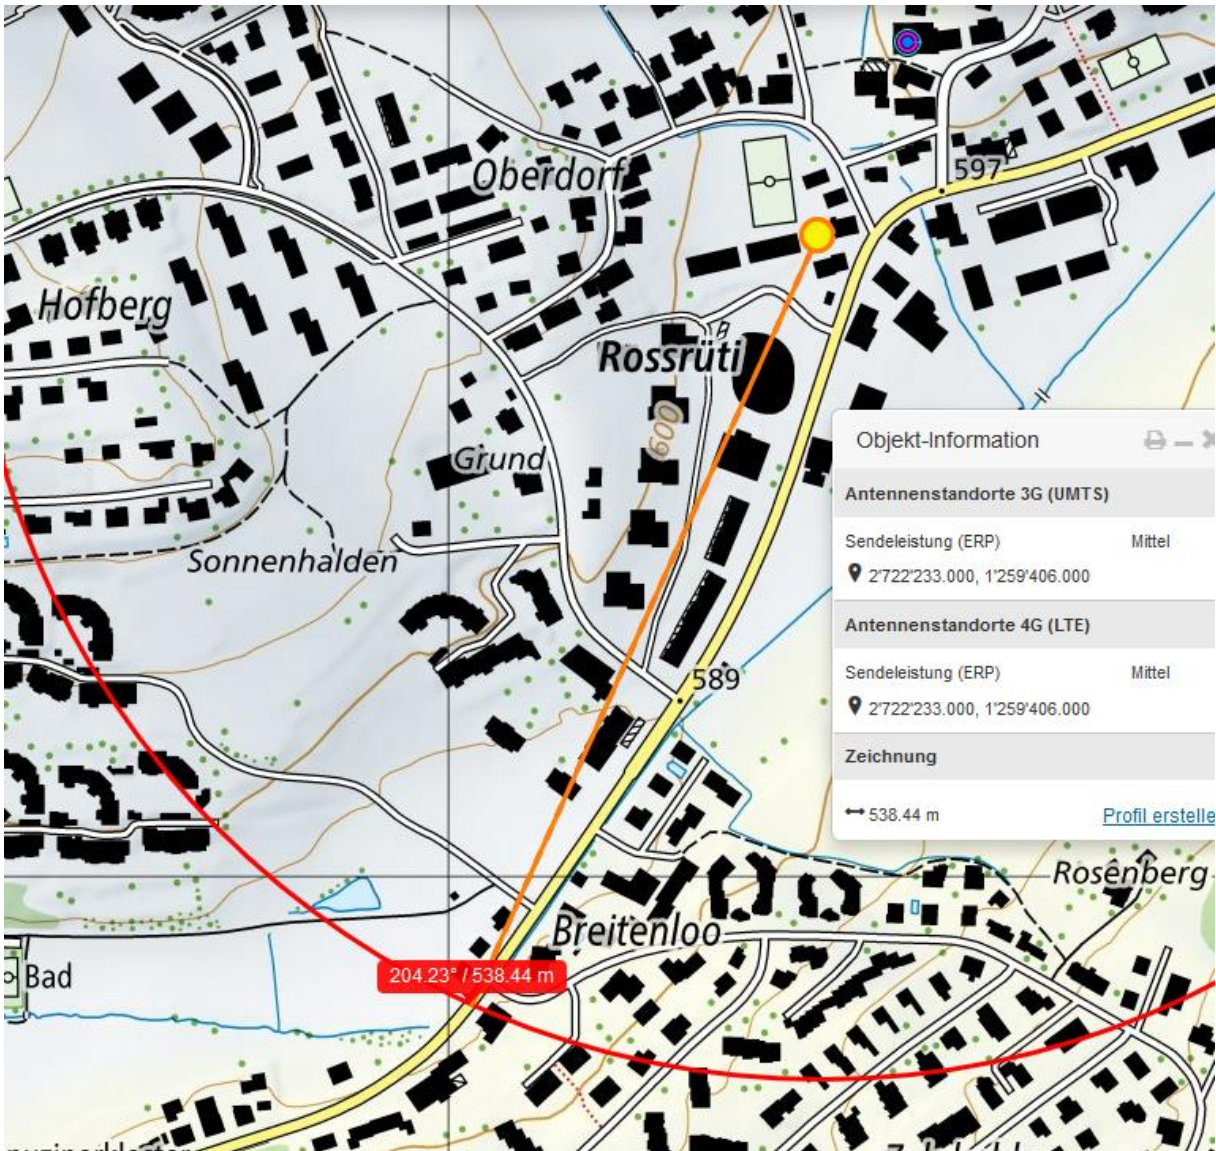 597
Oberdorf
Hofberg
Rossrüti
600
Grund
Sonnenhalden
589
Objekt-Information
Antennenstandorte 3G (UMTS)
Sendeleistung (ERP) Mittel
2'722'233.000, 1'259'406.000
Antennenstandorte 4G (LTE)
Sendeleistung (ERP) Mittel
2'722'233.000, 1'259'406.000
Zeichnung
538.44 m Profil erstelle
Rosenberg
Breitenloo
204.23° / 538.44 m
Bad